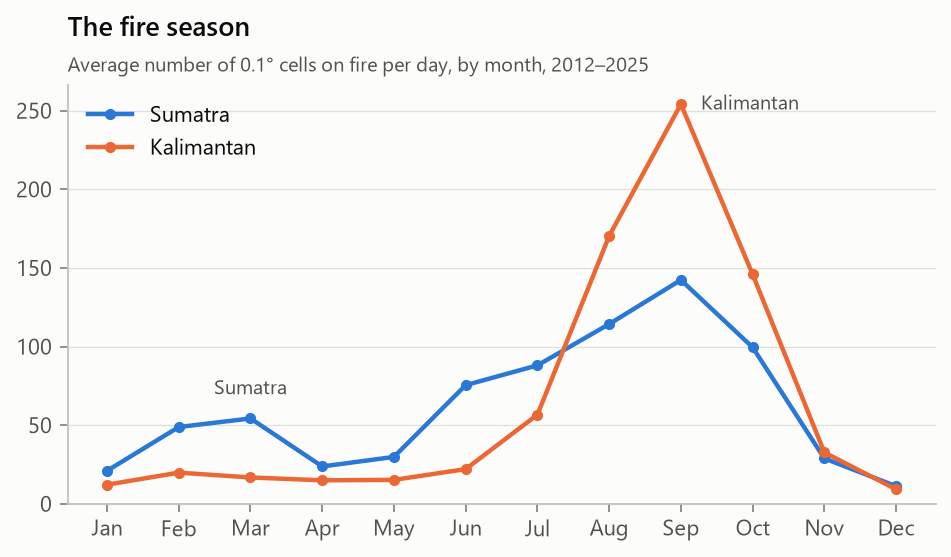 The fire season
Average number of 0.1° cells on fire per day, by month, 2012–2025
Sumatra
Kalimantan
Kalimantan
Sumatra
250
200
150
100
50
0
Jan Feb Mar Apr May Jun Jul Aug Sep Oct Nov Dec